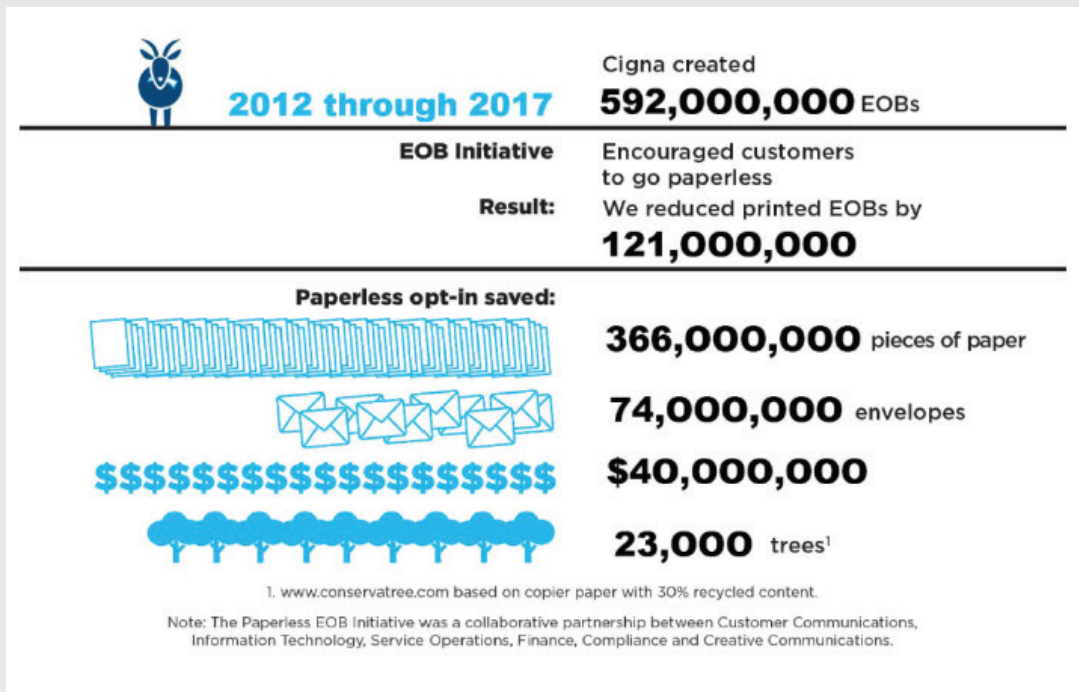 Cigna created
2012 through 2017
592,000,000 EOBs
EOB Initiative
Encouraged customers
to go paperless
Result:
We reduced printed EOBs by
121,000,000
Paperless opt-in saved:
366,000,000 pieces of paper
74,000,000 envelopes
$$$$$$$$$$$$$$$$$$$
$40,000,000
23,000 trees¹
1. www.conservatree.com based on copier paper with 30% recycled content.
Note: The Paperless EOB Initiative was a collaborative partnership between Customer Communications,
Information Technology, Service Operations, Finance, Compliance and Creative Communications.